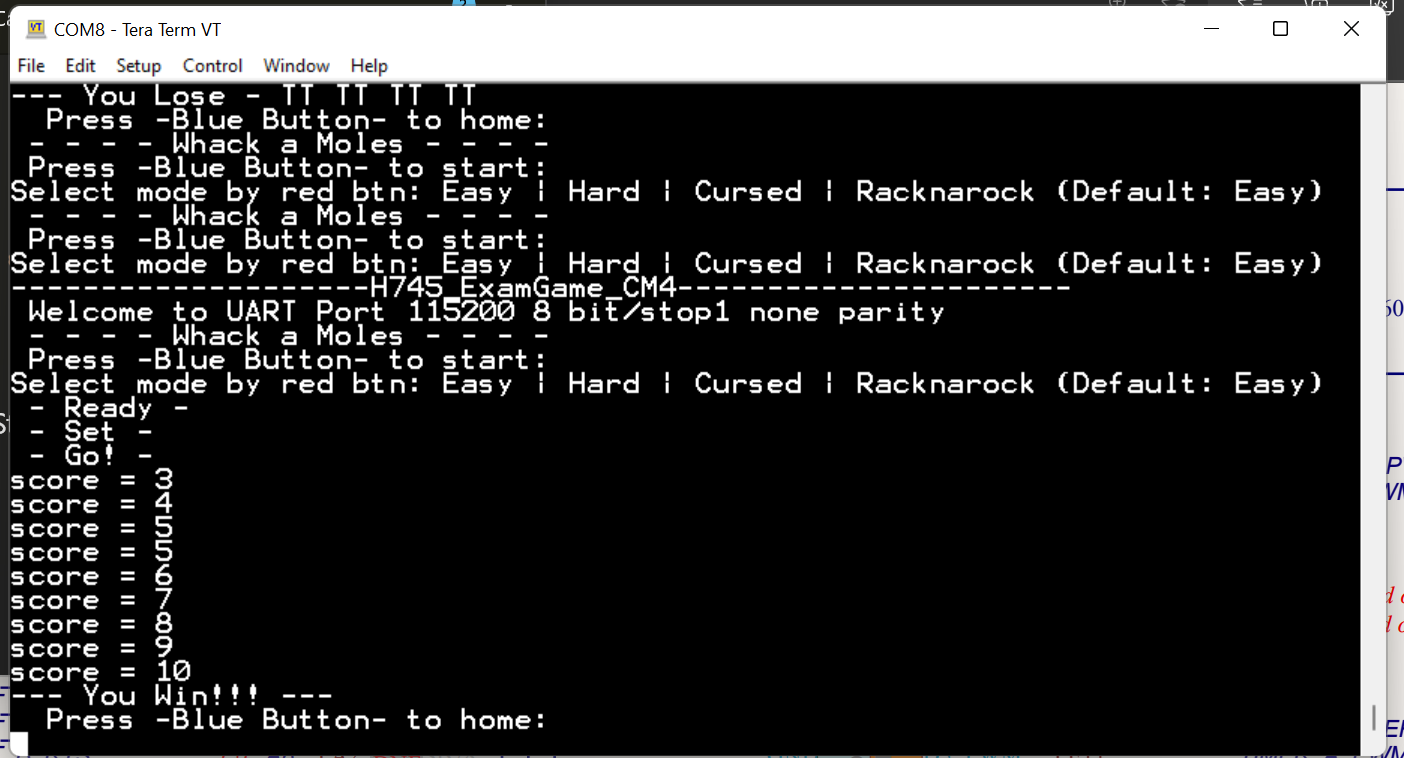 COM8 - Tera Term VT
File Edit Setup Control Window Help
--- You Lose - TT TT TT TT
Press -Blue Button- to home:
- - - - Whack a Moles - - - -
Press -Blue Button- to start:
Select mode by red btn: Easy | Hard | Cursed | Racknarock (Default: Easy)
- - - - Whack a Moles - - - -
Press -Blue Button- to start:
Select mode by red btn: Easy | Hard | Cursed | Racknarock (Default: Easy)
--------------------H745_ExamGame_CM4----------------------
Welcome to UART Port 115200 8 bit/stop1 none parity
- - - - Whack a Moles - - - -
Press -Blue Button- to start:
Select mode by red btn: Easy | Hard | Cursed | Racknarock (Default: Easy)
- Ready -
- Set -
- Go! -
score = 3
score = 4
score = 5
score = 5
score = 6
score = 7
score = 8
score = 9
score = 10
--- You Win!!! ---
Press -Blue Button- to home: